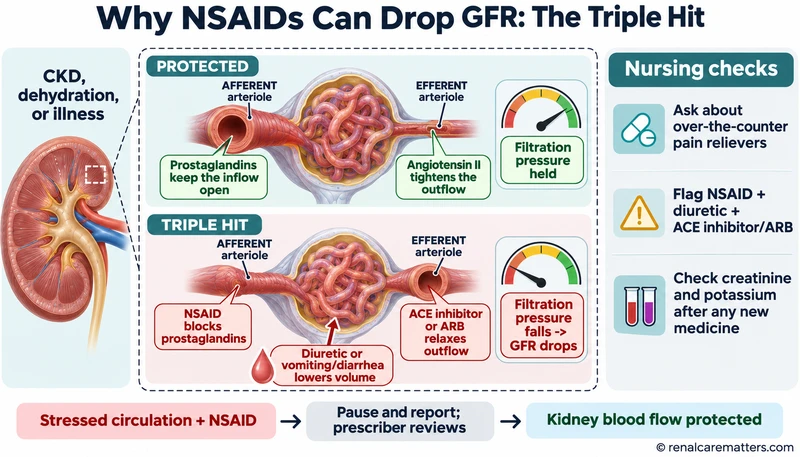 Why NSAIDs Can Drop GFR: The Triple Hit
CKD,
dehydration,
or illness
PROTECTED
AFFERENT
arteriole
EFFERENT
arteriole
Prostaglandins
keep the inflow
open
Angiotensin II
tightens the
outflow
Filtration
pressure
held
TRIPLE HIT
AFFERENT
arteriole
EFFERENT
arteriole
NSAID
blocks
prostaglandins
Diuretic or
vomiting/diarrhea
lowers volume
ACE inhibitor
or ARB
relaxes
outflow
Filtration
pressure
falls ->
GFR drops
Nursing checks
Ask about
over-the-counter
pain relievers
Flag NSAID +
diuretic +
ACE inhibitor/ARB
Check creatinine
and potassium
after any new
medicine
Stressed circulation + NSAID
Pause and report;
prescriber reviews
Kidney blood flow protected
© renalcarematters.com